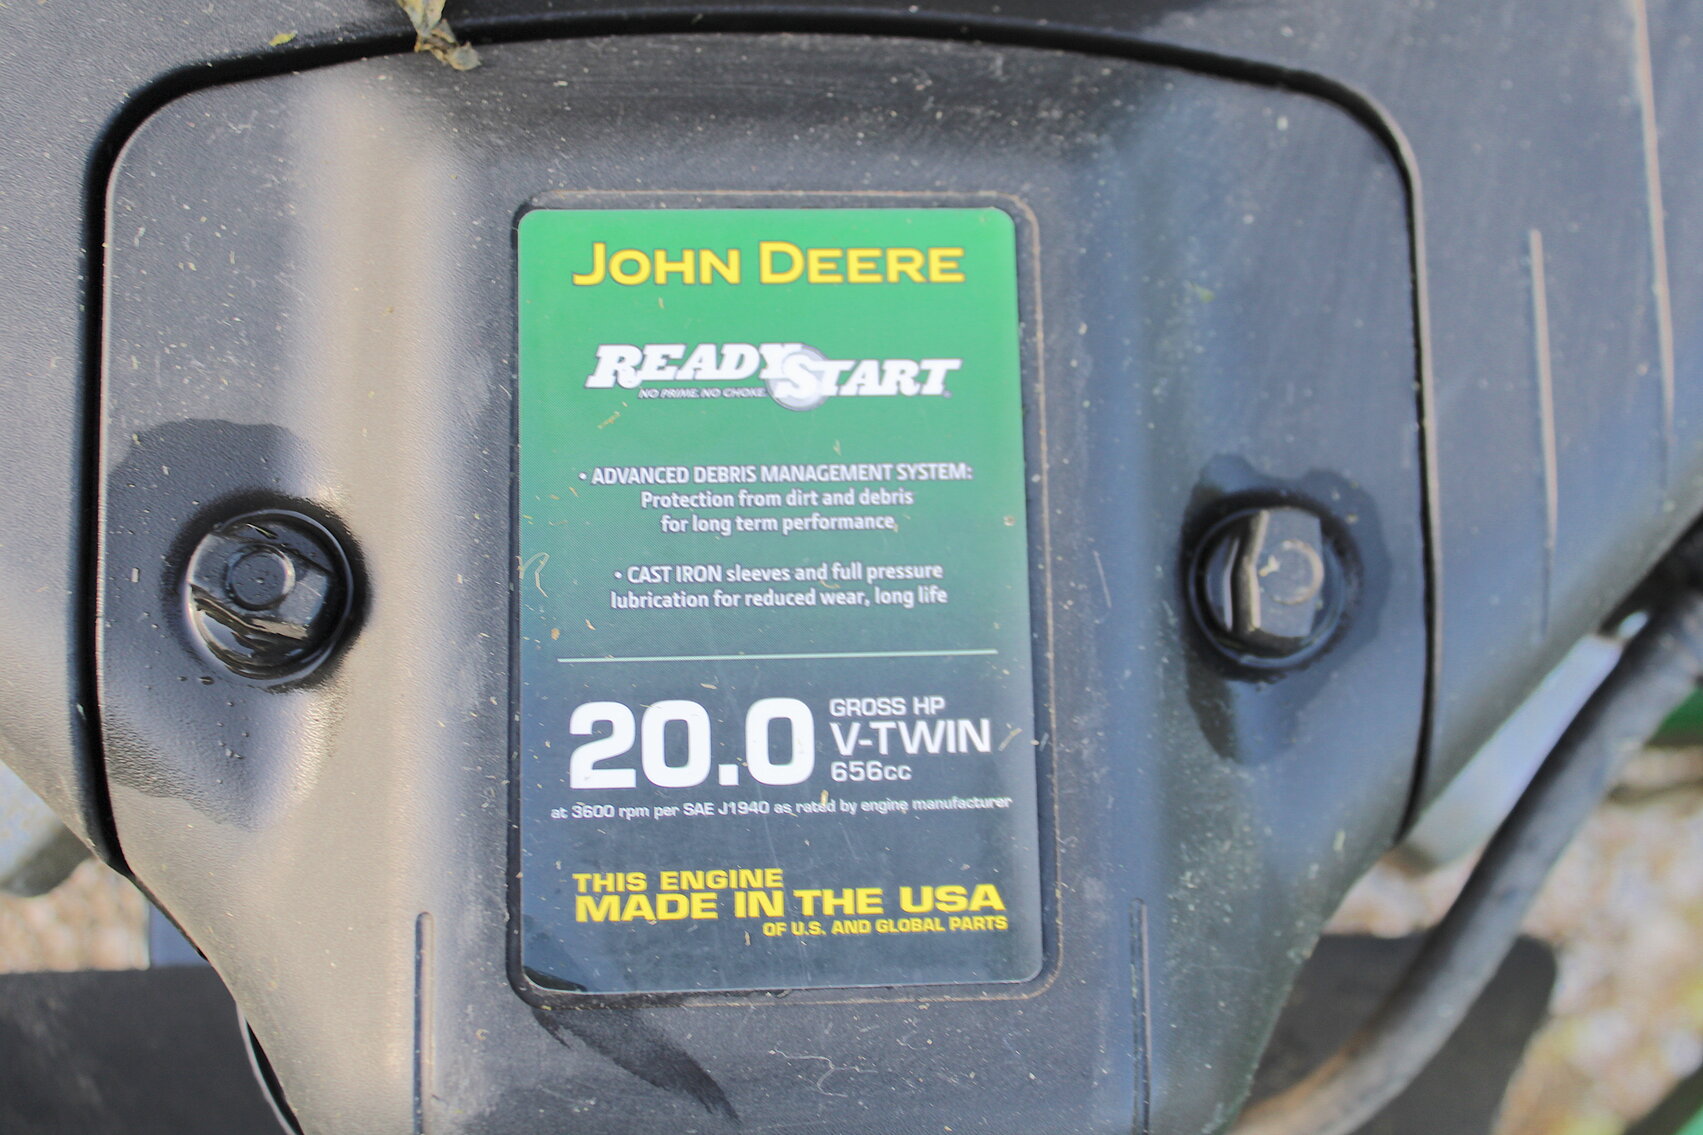 JOHN DEERE
READYSTART
NO PRIME. NO CHOKE.
• ADVANCED DEBRIS MANAGEMENT SYSTEM:
Protection from dirt and debris
for long term performance
• CAST IRON sleeves and full pressure
lubrication for reduced wear, long life
20.0 GROSS HP
V-TWIN
656cc
at 3600 rpm per SAE J1940 as rated by engine manufacturer
THIS ENGINE
MADE IN THE USA
OF U.S. AND GLOBAL PARTS